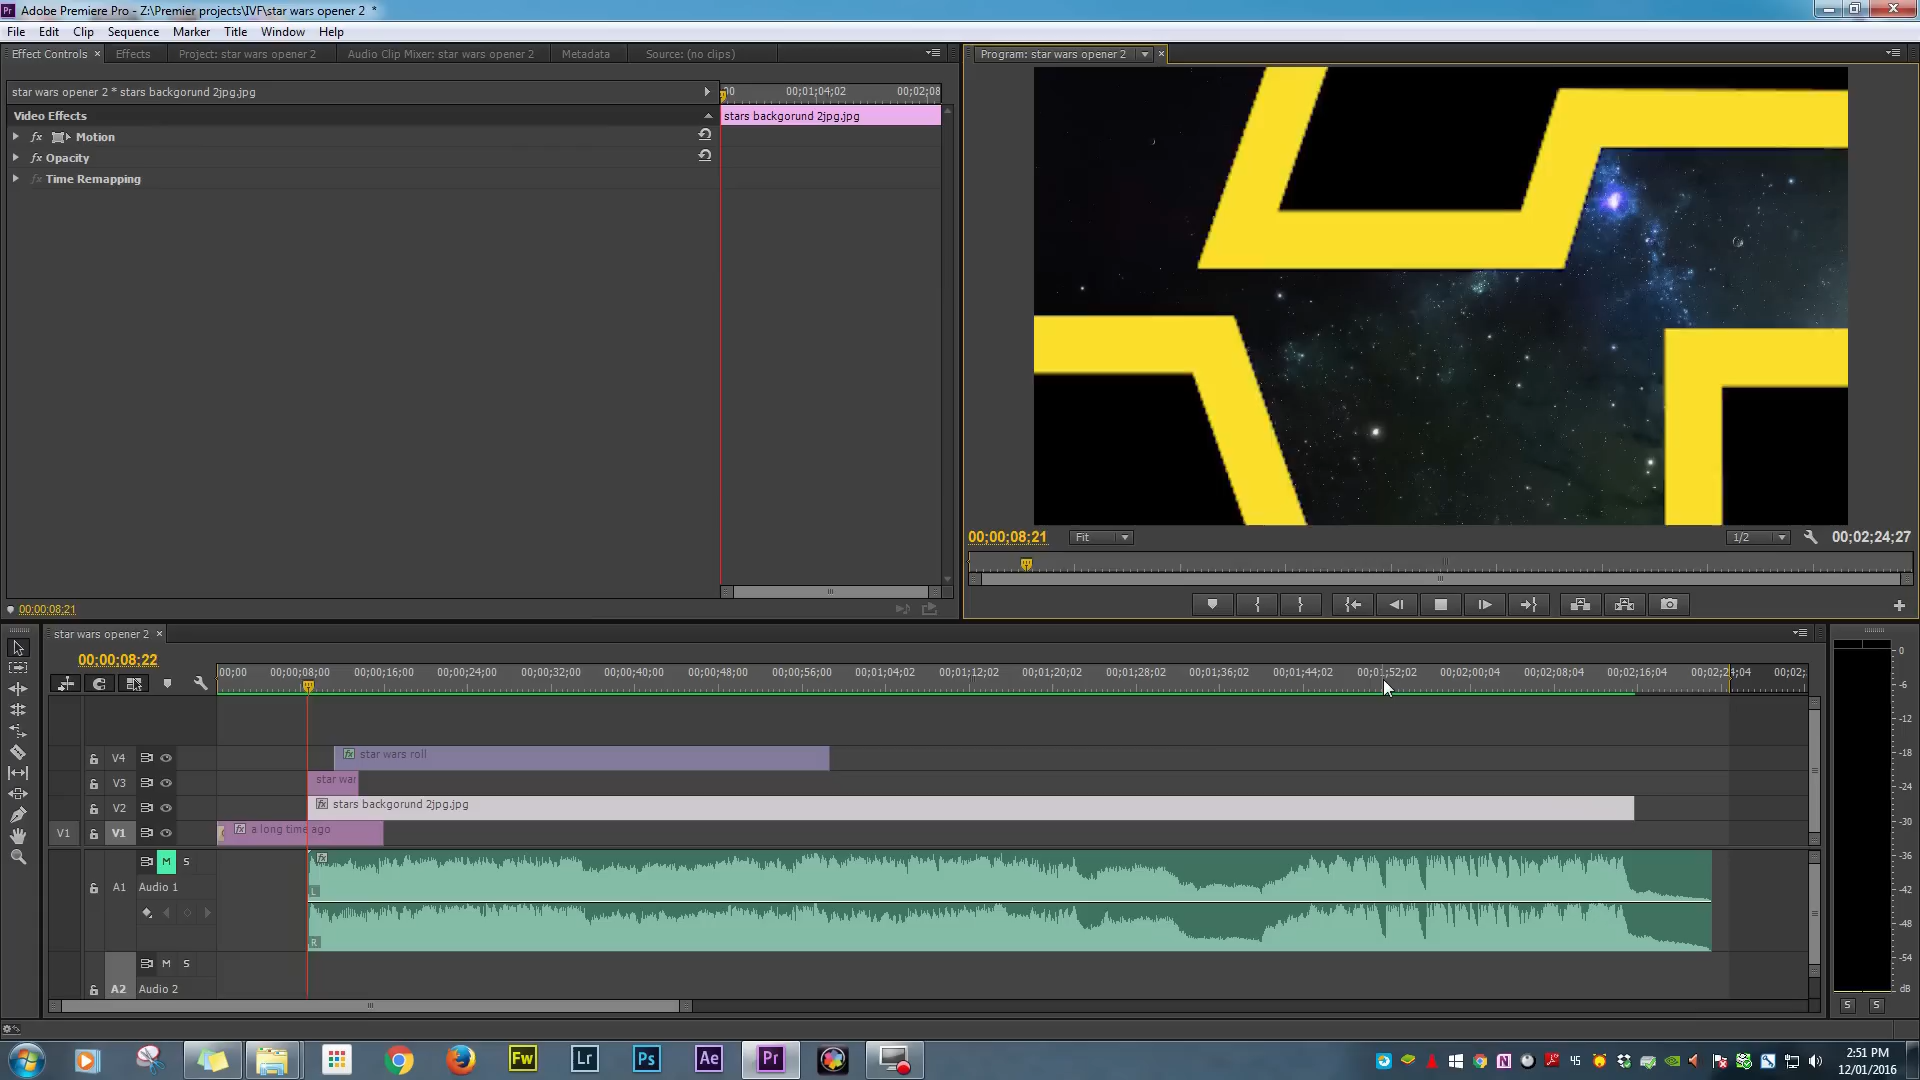 Pr Adobe Premiere Pro - Z:\Premier projects\IVF\star wars opener 2 *
File Edit Clip Sequence Marker Title Window Help
Effect Controls × Effects Project: star wars opener 2 Audio Clip Mixer: star wars opener 2 Metadata Source: (no clips)
Program: star wars opener 2 ×
star wars opener 2 * stars backgorund 2jpg.jpg
00;01;04;02 00;02;08
Video Effects
stars backgorund 2jpg.jpg
fx Motion
fx Opacity
fx Time Remapping
00;00;08;21 Fit 1/2 00;02;24;27
00;00;08;21
star wars opener 2 ×
00;00;08;22
00;00 00;00;08;00 00;00;16;00 00;00;24;00 00;00;32;00 00;00;40;00 00;00;48;00 00;00;56;00 00;01;04;02 00;01;12;02 00;01;20;02 00;01;28;02 00;01;36;02 00;01;44;02 00;01;52;02 00;02;00;04 00;02;08;04 00;02;16;04 00;02;24;04 00;02;
V4 fx star wars roll
V3 star war
V2 fx stars backgorund 2jpg.jpg
V1 V1 fx a long time ago
M S fx
A1 Audio 1 L
R
M S
A2 Audio 2
0
-6
-12
-18
-24
-30
-36
-42
-48
-54
dB
S S
Fw Lr Ps Ae Pr
45
2:51 PM
12/01/2016